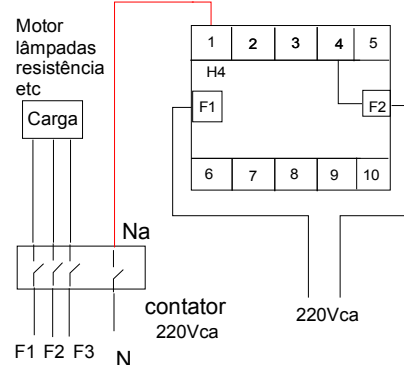 Motor
lâmpadas
resistência
etc
Carga
1 2 3 4 5
H4
F1 F2
6 7 8 9 10
Na
contator
220Vca
220Vca
F1 F2 F3 N